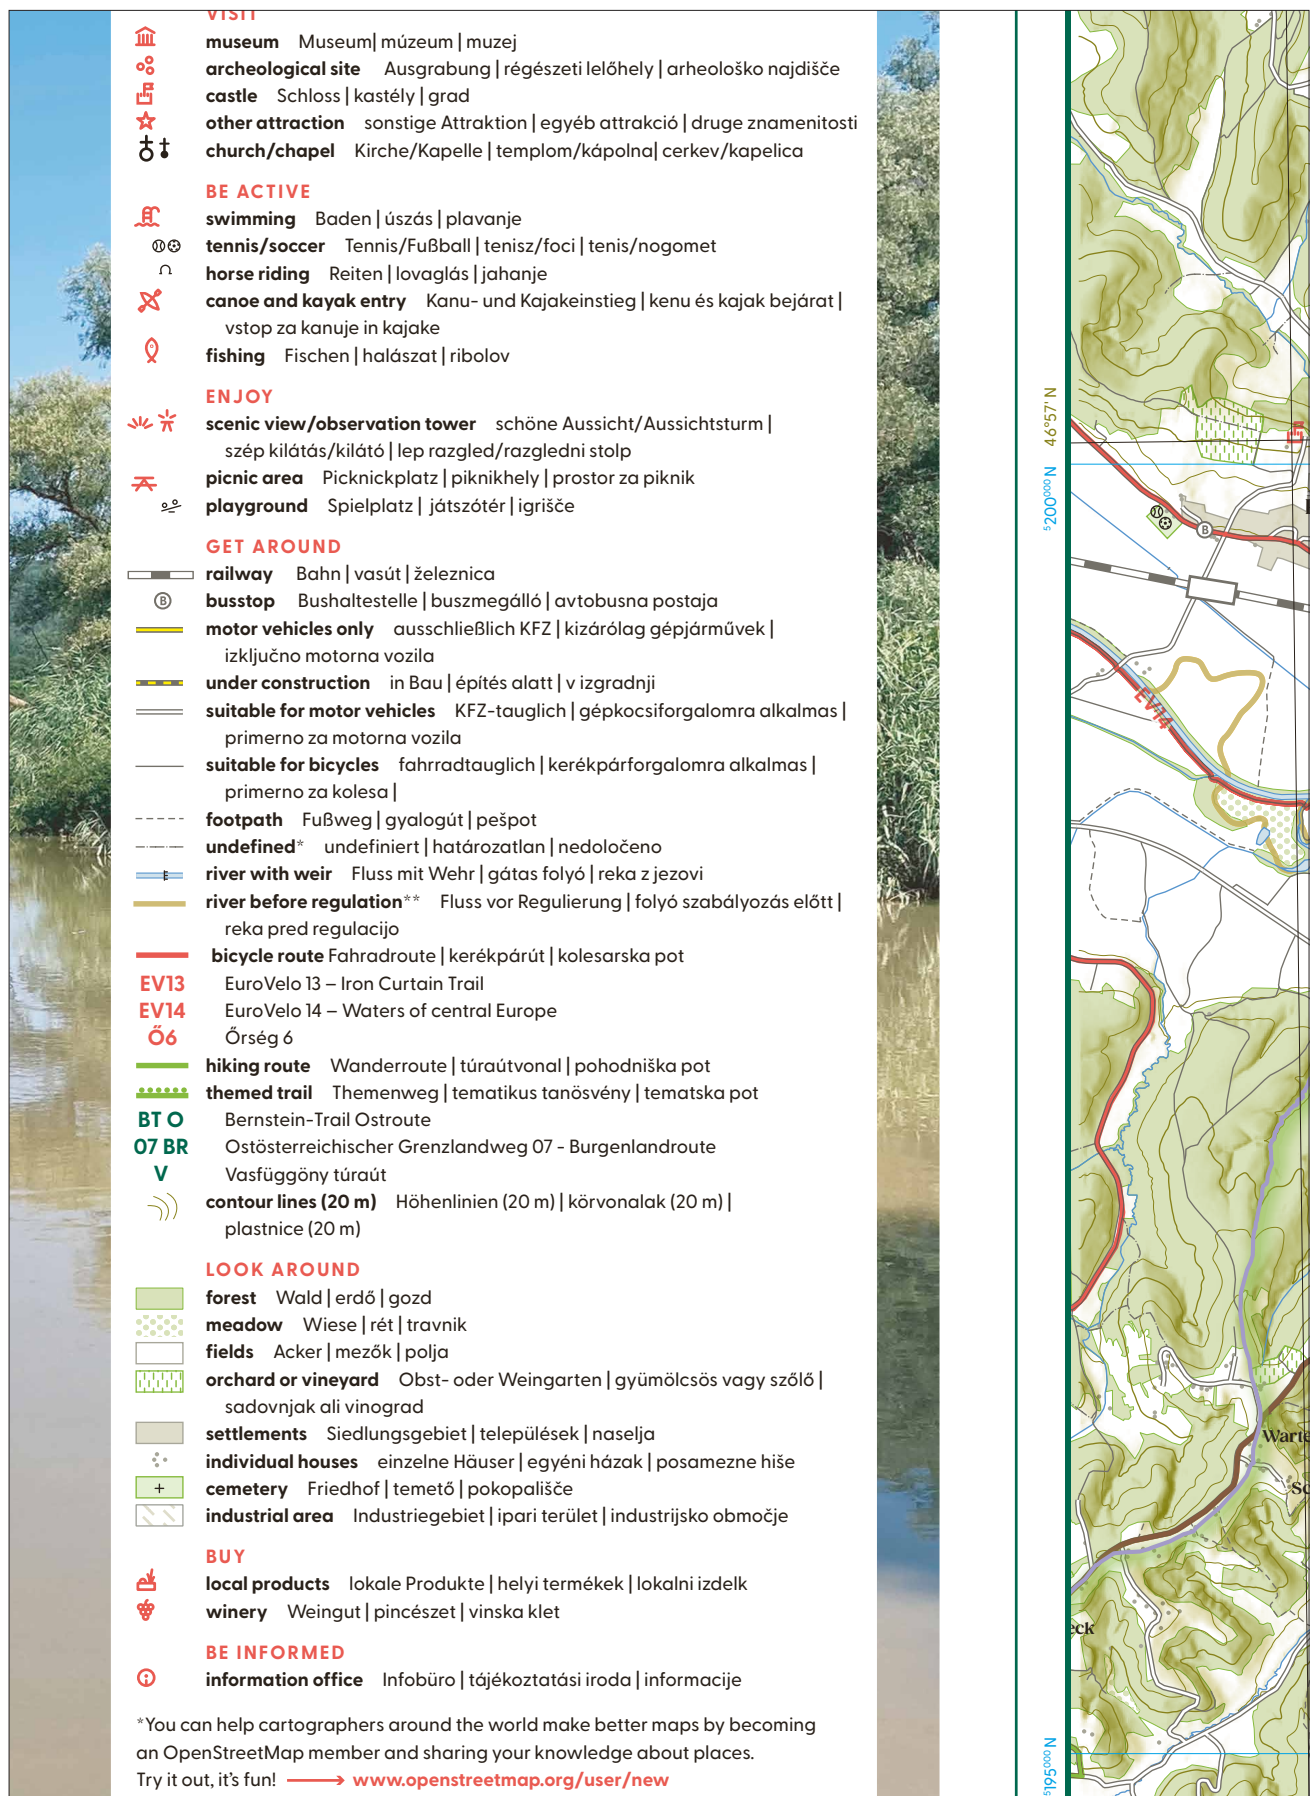 VISIT
museum Museum| múzeum | muzej
archeological site Ausgrabung | régészeti lelőhely | arheološko najdišče
castle Schloss | kastély | grad
other attraction sonstige Attraktion | egyéb attrakció | druge znamenitosti
church/chapel Kirche/Kapelle | templom/kápolna| cerkev/kapelica
BE ACTIVE
swimming Baden | úszás | plavanje
tennis/soccer Tennis/Fußball | tenisz/foci | tenis/nogomet
horse riding Reiten | lovaglás | jahanje
canoe and kayak entry Kanu- und Kajakeinstieg | kenu és kajak bejárat |
vstop za kanuje in kajake
fishing Fischen | halászat | ribolov
ENJOY
scenic view/observation tower schöne Aussicht/Aussichtsturm |
szép kilátás/kilátó | lep razgled/razgledni stolp
picnic area Picknickplatz | piknikhely | prostor za piknik
playground Spielplatz | játszótér | igrišče
GET AROUND
railway Bahn | vasút | železnica
B busstop Bushaltestelle | buszmegálló | avtobusna postaja
motor vehicles only ausschließlich KFZ | kizárólag gépjárművek |
izključno motorna vozila
under construction in Bau | építés alatt | v izgradnji
suitable for motor vehicles KFZ-tauglich | gépkocsiforgalomra alkalmas |
primerno za motorna vozila
suitable for bicycles fahrradtauglich | kerékpárforgalomra alkalmas |
primerno za kolesa |
footpath Fußweg | gyalogút | pešpot
undefined* undefiniert | határozatlan | nedoločeno
river with weir Fluss mit Wehr | gátas folyó | reka z jezovi
river before regulation** Fluss vor Regulierung | folyó szabályozás előtt |
reka pred regulacijo
bicycle route Fahradroute | kerékpárút | kolesarska pot
EV13 EuroVelo 13 – Iron Curtain Trail
EV14 EuroVelo 14 – Waters of central Europe
Ő6 Őrség 6
hiking route Wanderroute | túraútvonal | pohodniška pot
themed trail Themenweg | tematikus tanösvény | tematska pot
BT O Bernstein-Trail Ostroute
07 BR Ostösterreichischer Grenzlandweg 07 - Burgenlandroute
V Vasfüggöny túraút
contour lines (20 m) Höhenlinien (20 m) | körvonalak (20 m) |
plastnice (20 m)
LOOK AROUND
forest Wald | erdő | gozd
meadow Wiese | rét | travnik
fields Acker | mezők | polja
orchard or vineyard Obst- oder Weingarten | gyümölcsös vagy szőlő |
sadovnjak ali vinograd
settlements Siedlungsgebiet | települések | naselja
individual houses einzelne Häuser | egyéni házak | posamezne hiše
cemetery Friedhof | temető | pokopališče
industrial area Industriegebiet | ipari terület | industrijsko območje
BUY
local products lokale Produkte | helyi termékek | lokalni izdelk
winery Weingut | pincészet | vinska klet
BE INFORMED
information office Infobüro | tájékoztatási iroda | informacije
*You can help cartographers around the world make better maps by becoming
an OpenStreetMap member and sharing your knowledge about places.
Try it out, it's fun! www.openstreetmap.org/user/new
46°57' N
5200000 N
5195000 N
B
EV14
Warte
Sc
eck